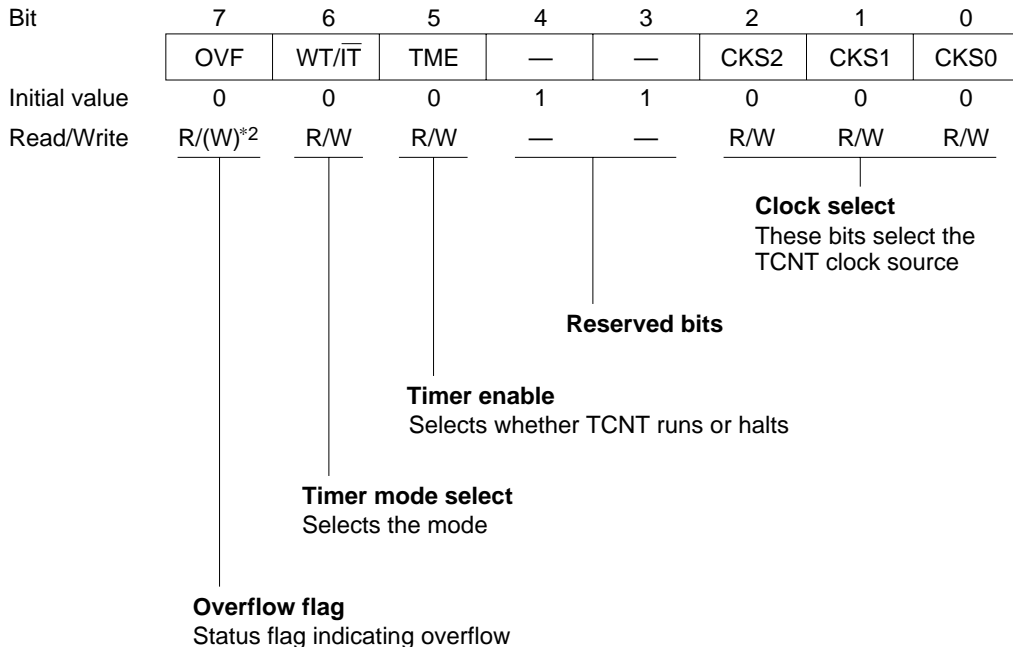 Bit 7 6 5 4 3 2 1 0
OVF WT/I̅T̅ TME — — CKS2 CKS1 CKS0
Initial value 0 0 0 1 1 0 0 0
Read/Write R/(W)*2 R/W R/W — — R/W R/W R/W
Clock select
These bits select the
TCNT clock source
Reserved bits
Timer enable
Selects whether TCNT runs or halts
Timer mode select
Selects the mode
Overflow flag
Status flag indicating overflow